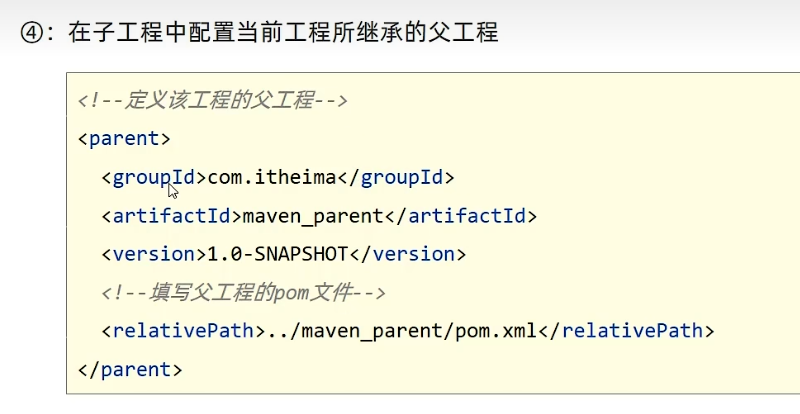 ④：在子工程中配置当前工程所继承的父工程
<!--定义该工程的父工程-->
<parent>
<groupId>com.itheima</groupId>
<artifactId>maven_parent</artifactId>
<version>1.0-SNAPSHOT</version>
<!--填写父工程的pom文件-->
<relativePath>../maven_parent/pom.xml</relativePath>
</parent>